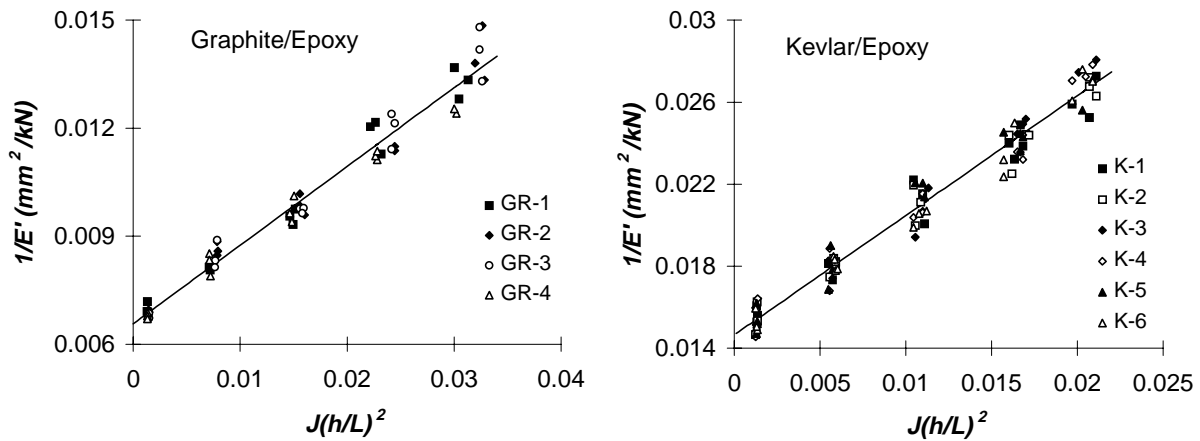 Graphite/Epoxy
1/E' (mm²/kN)
0.015
0.012
0.009
0.006
0
0.01
0.02
0.03
0.04
J(h/L)²
GR-1
GR-2
GR-3
GR-4
Kevlar/Epoxy
1/E' (mm²/kN)
0.03
0.026
0.022
0.018
0.014
0
0.005
0.01
0.015
0.02
0.025
J(h/L)²
K-1
K-2
K-3
K-4
K-5
K-6